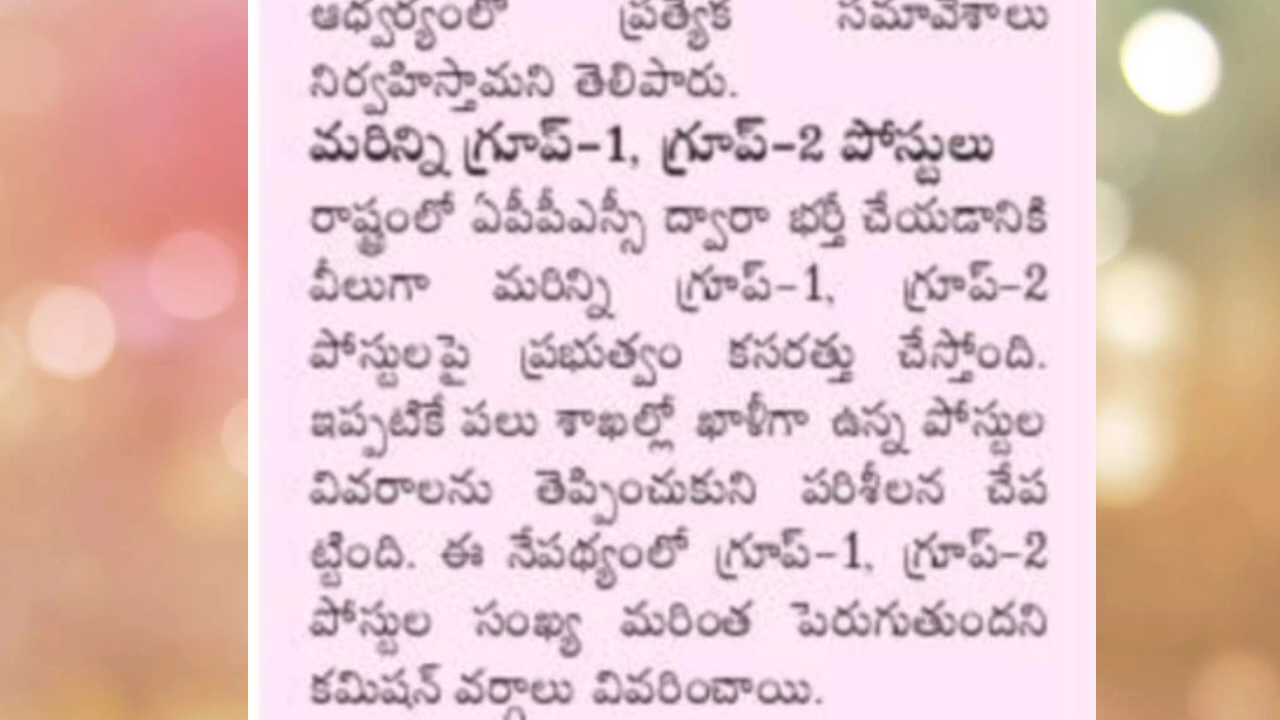 ఆధ్వర్యంలో ప్రత్యేక సమావేశాలు
నిర్వహిస్తామని తెలిపారు.
మరిన్ని గ్రూప్-1, గ్రూప్-2 పోస్టులు
రాష్ట్రంలో ఏపీపీఎస్సీ ద్వారా భర్తీ చేయడానికి
వీలుగా మరిన్ని గ్రూప్-1, గ్రూప్-2
పోస్టులపై ప్రభుత్వం కసరత్తు చేస్తోంది.
ఇప్పటికే పలు శాఖల్లో ఖాళీగా ఉన్న పోస్టుల
వివరాలను తెప్పించుకుని పరిశీలన చేప
ట్టింది. ఈ నేపథ్యంలో గ్రూప్-1, గ్రూప్-2
పోస్టుల సంఖ్య మరింత పెరుగుతుందని
కమిషన్ వర్గాలు వివరించాయి.